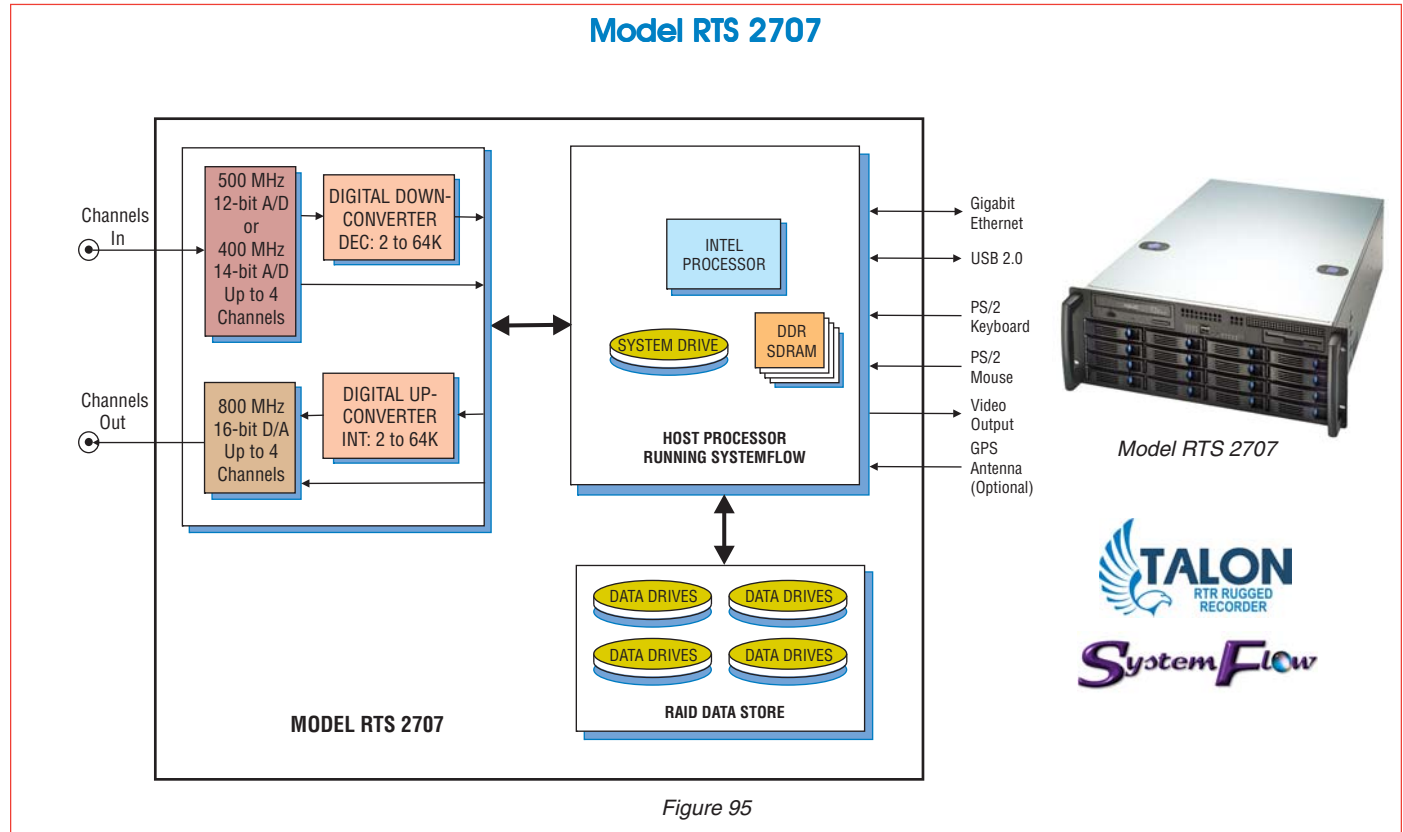 Model RTS 2707
Channels
In
500 MHz
12-bit A/D
or
400 MHz
14-bit A/D
Up to 4
Channels
DIGITAL DOWN-
CONVERTER
DEC: 2 to 64K
Channels
Out
800 MHz
16-bit D/A
Up to 4
Channels
DIGITAL UP-
CONVERTER
INT: 2 to 64K
INTEL
PROCESSOR
SYSTEM DRIVE
DDR
SDRAM
HOST PROCESSOR
RUNNING SYSTEMFLOW
Gigabit
Ethernet
USB 2.0
PS/2
Keyboard
PS/2
Mouse
Video
Output
GPS
Antenna
(Optional)
DATA DRIVES
DATA DRIVES
DATA DRIVES
DATA DRIVES
RAID DATA STORE
MODEL RTS 2707
Model RTS 2707
TALON
RTR RUGGED
RECORDER
SystemFlow
Figure 95